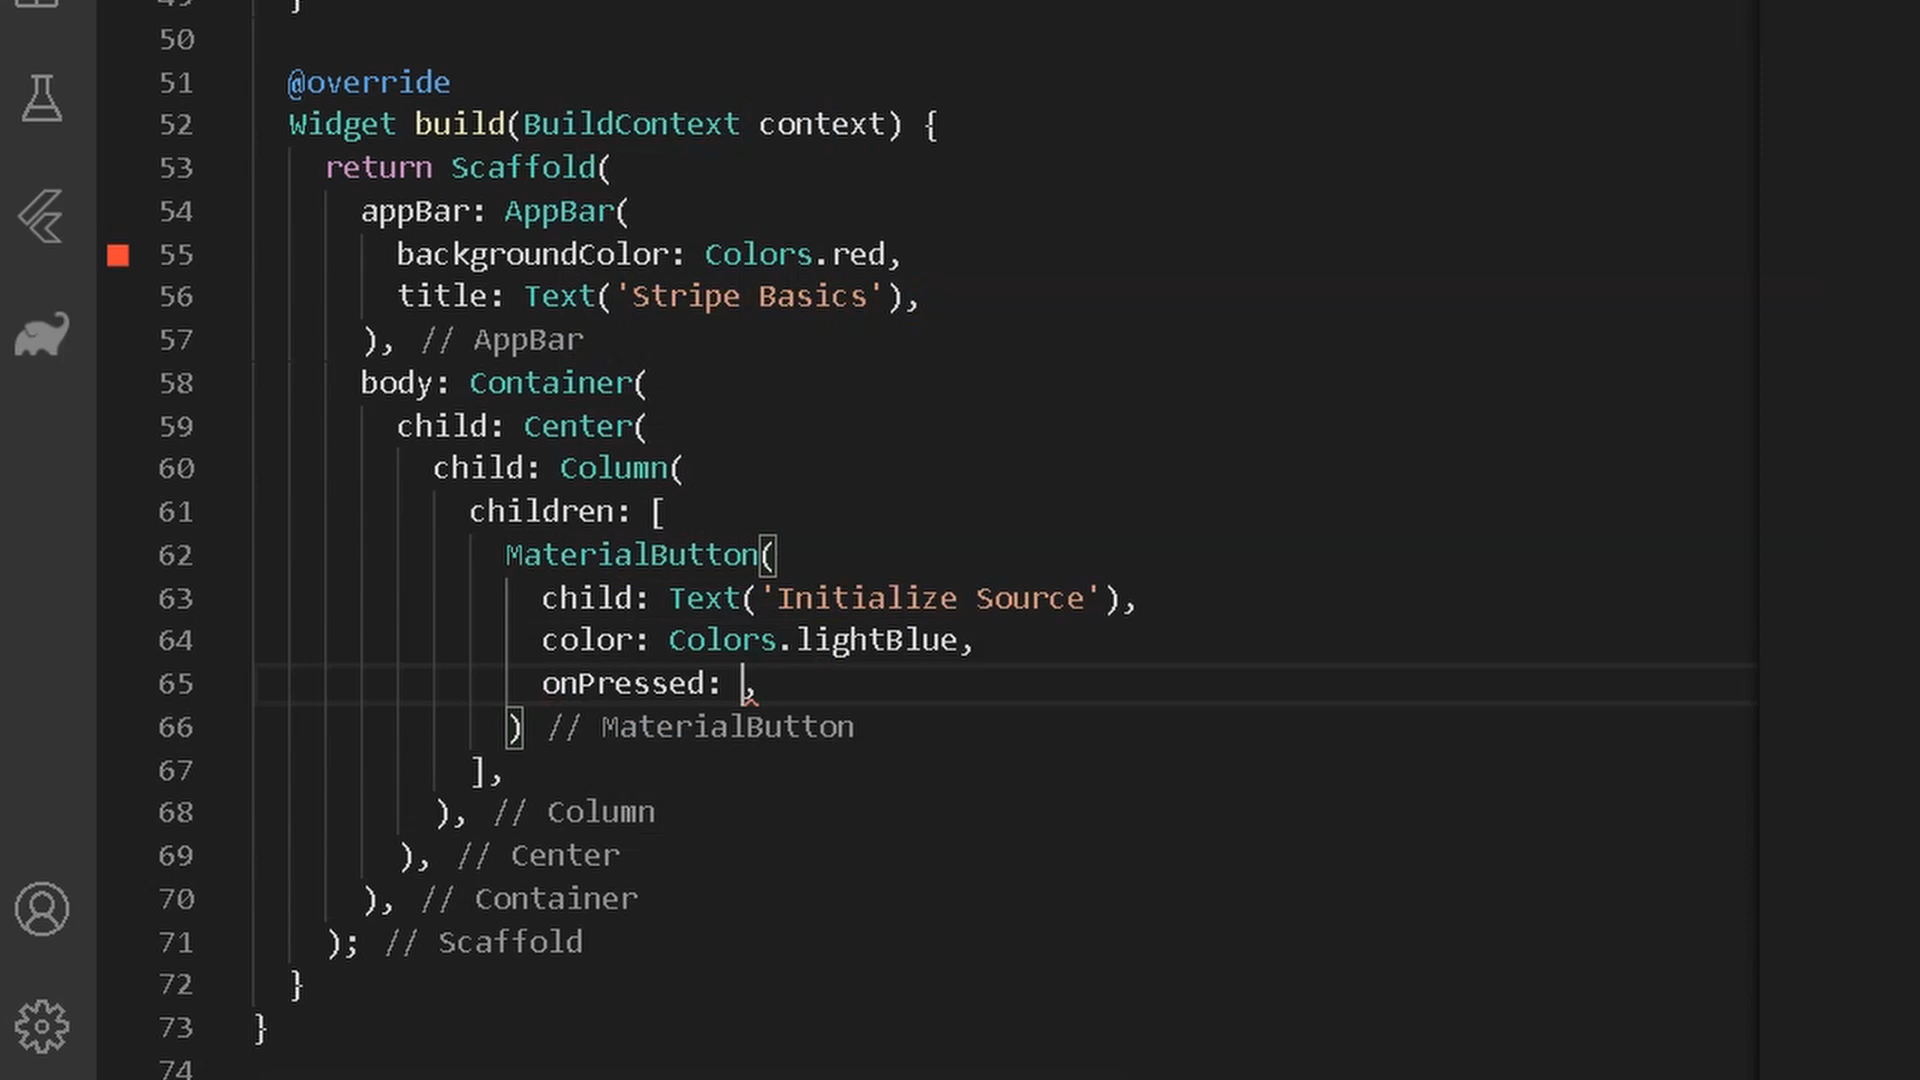 49 }
50
51 @override
52 Widget build(BuildContext context) {
53 return Scaffold(
54 appBar: AppBar(
55 backgroundColor: Colors.red,
56 title: Text('Stripe Basics'),
57 ), // AppBar
58 body: Container(
59 child: Center(
60 child: Column(
61 children: [
62 MaterialButton(
63 child: Text('Initialize Source'),
64 color: Colors.lightBlue,
65 onPressed: ,
66 ) // MaterialButton
67 ],
68 ), // Column
69 ), // Center
70 ), // Container
71 ); // Scaffold
72 }
73 }
74